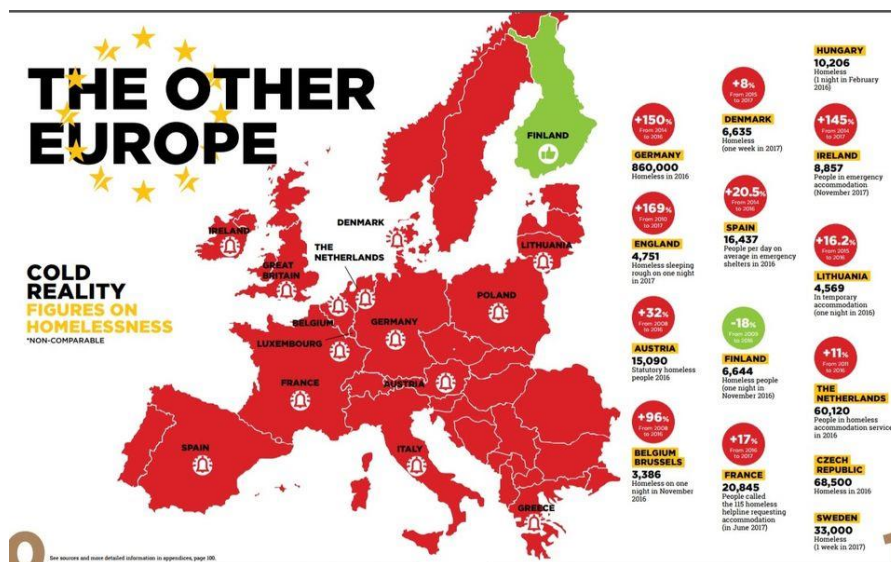 THE OTHER
EUROPE
COLD
REALITY
FIGURES ON
HOMELESSNESS
*NON-COMPARABLE
FINLAND
DENMARK
IRELAND
THE
NETHERLANDS
LITHUANIA
GREAT
BRITAIN
POLAND
BELGIUM
GERMANY
LUXEMBOURG
FRANCE
AUSTRIA
SPAIN
ITALY
GREECE
+150%
From 2014
to 2016
GERMANY
860,000
Homeless in 2016
+169%
From 2010
to 2017
ENGLAND
4,751
Homeless sleeping
rough on one night
in 2017
+32%
From 2008
to 2016
AUSTRIA
15,090
Statutory homeless
people 2016
+96%
From 2008
to 2016
BELGIUM
BRUSSELS
3,386
Homeless on one
night in November
2016
+8%
From 2015
to 2017
DENMARK
6,635
Homeless
(one week in 2017)
+20.5%
From 2014
to 2016
SPAIN
16,437
People per day on
average in emergency
shelters in 2016
-18%
From 2009
to 2016
FINLAND
6,644
Homeless people
(one night in
November 2016)
+17%
From 2016
to 2017
FRANCE
20,845
People called
the 115 homeless
helpline requesting
accommodation
(in June 2017)
HUNGARY
10,206
Homeless
(1 night in February
2016)
+145%
From 2014
to 2017
IRELAND
8,857
People in emergency
accommodation
(November 2017)
+16.2%
From 2015
to 2016
LITHUANIA
4,569
In temporary
accommodation
(one night in 2016)
+11%
From 2011
to 2016
THE
NETHERLANDS
60,120
People in homeless
accommodation service
in 2016
CZECH
REPUBLIC
68,500
Homeless in 2016
SWEDEN
33,000
Homeless
(1 week in 2017)
See sources and more detailed information in appendices, page 100.